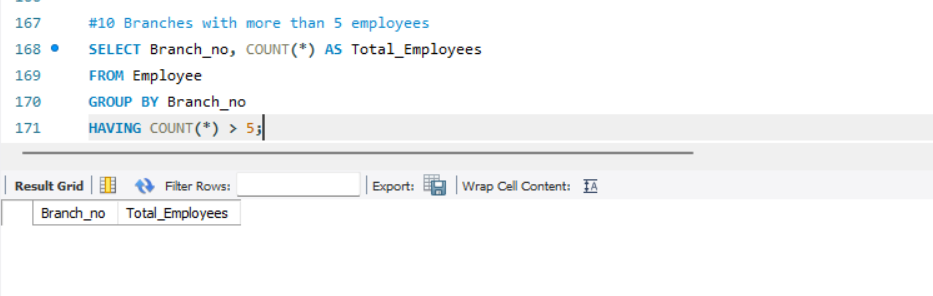 167 #10 Branches with more than 5 employees
168 SELECT Branch_no, COUNT(*) AS Total_Employees
169 FROM Employee
170 GROUP BY Branch_no
171 HAVING COUNT(*) > 5;
Result Grid Filter Rows: Export: Wrap Cell Content: IA
Branch_no Total_Employees